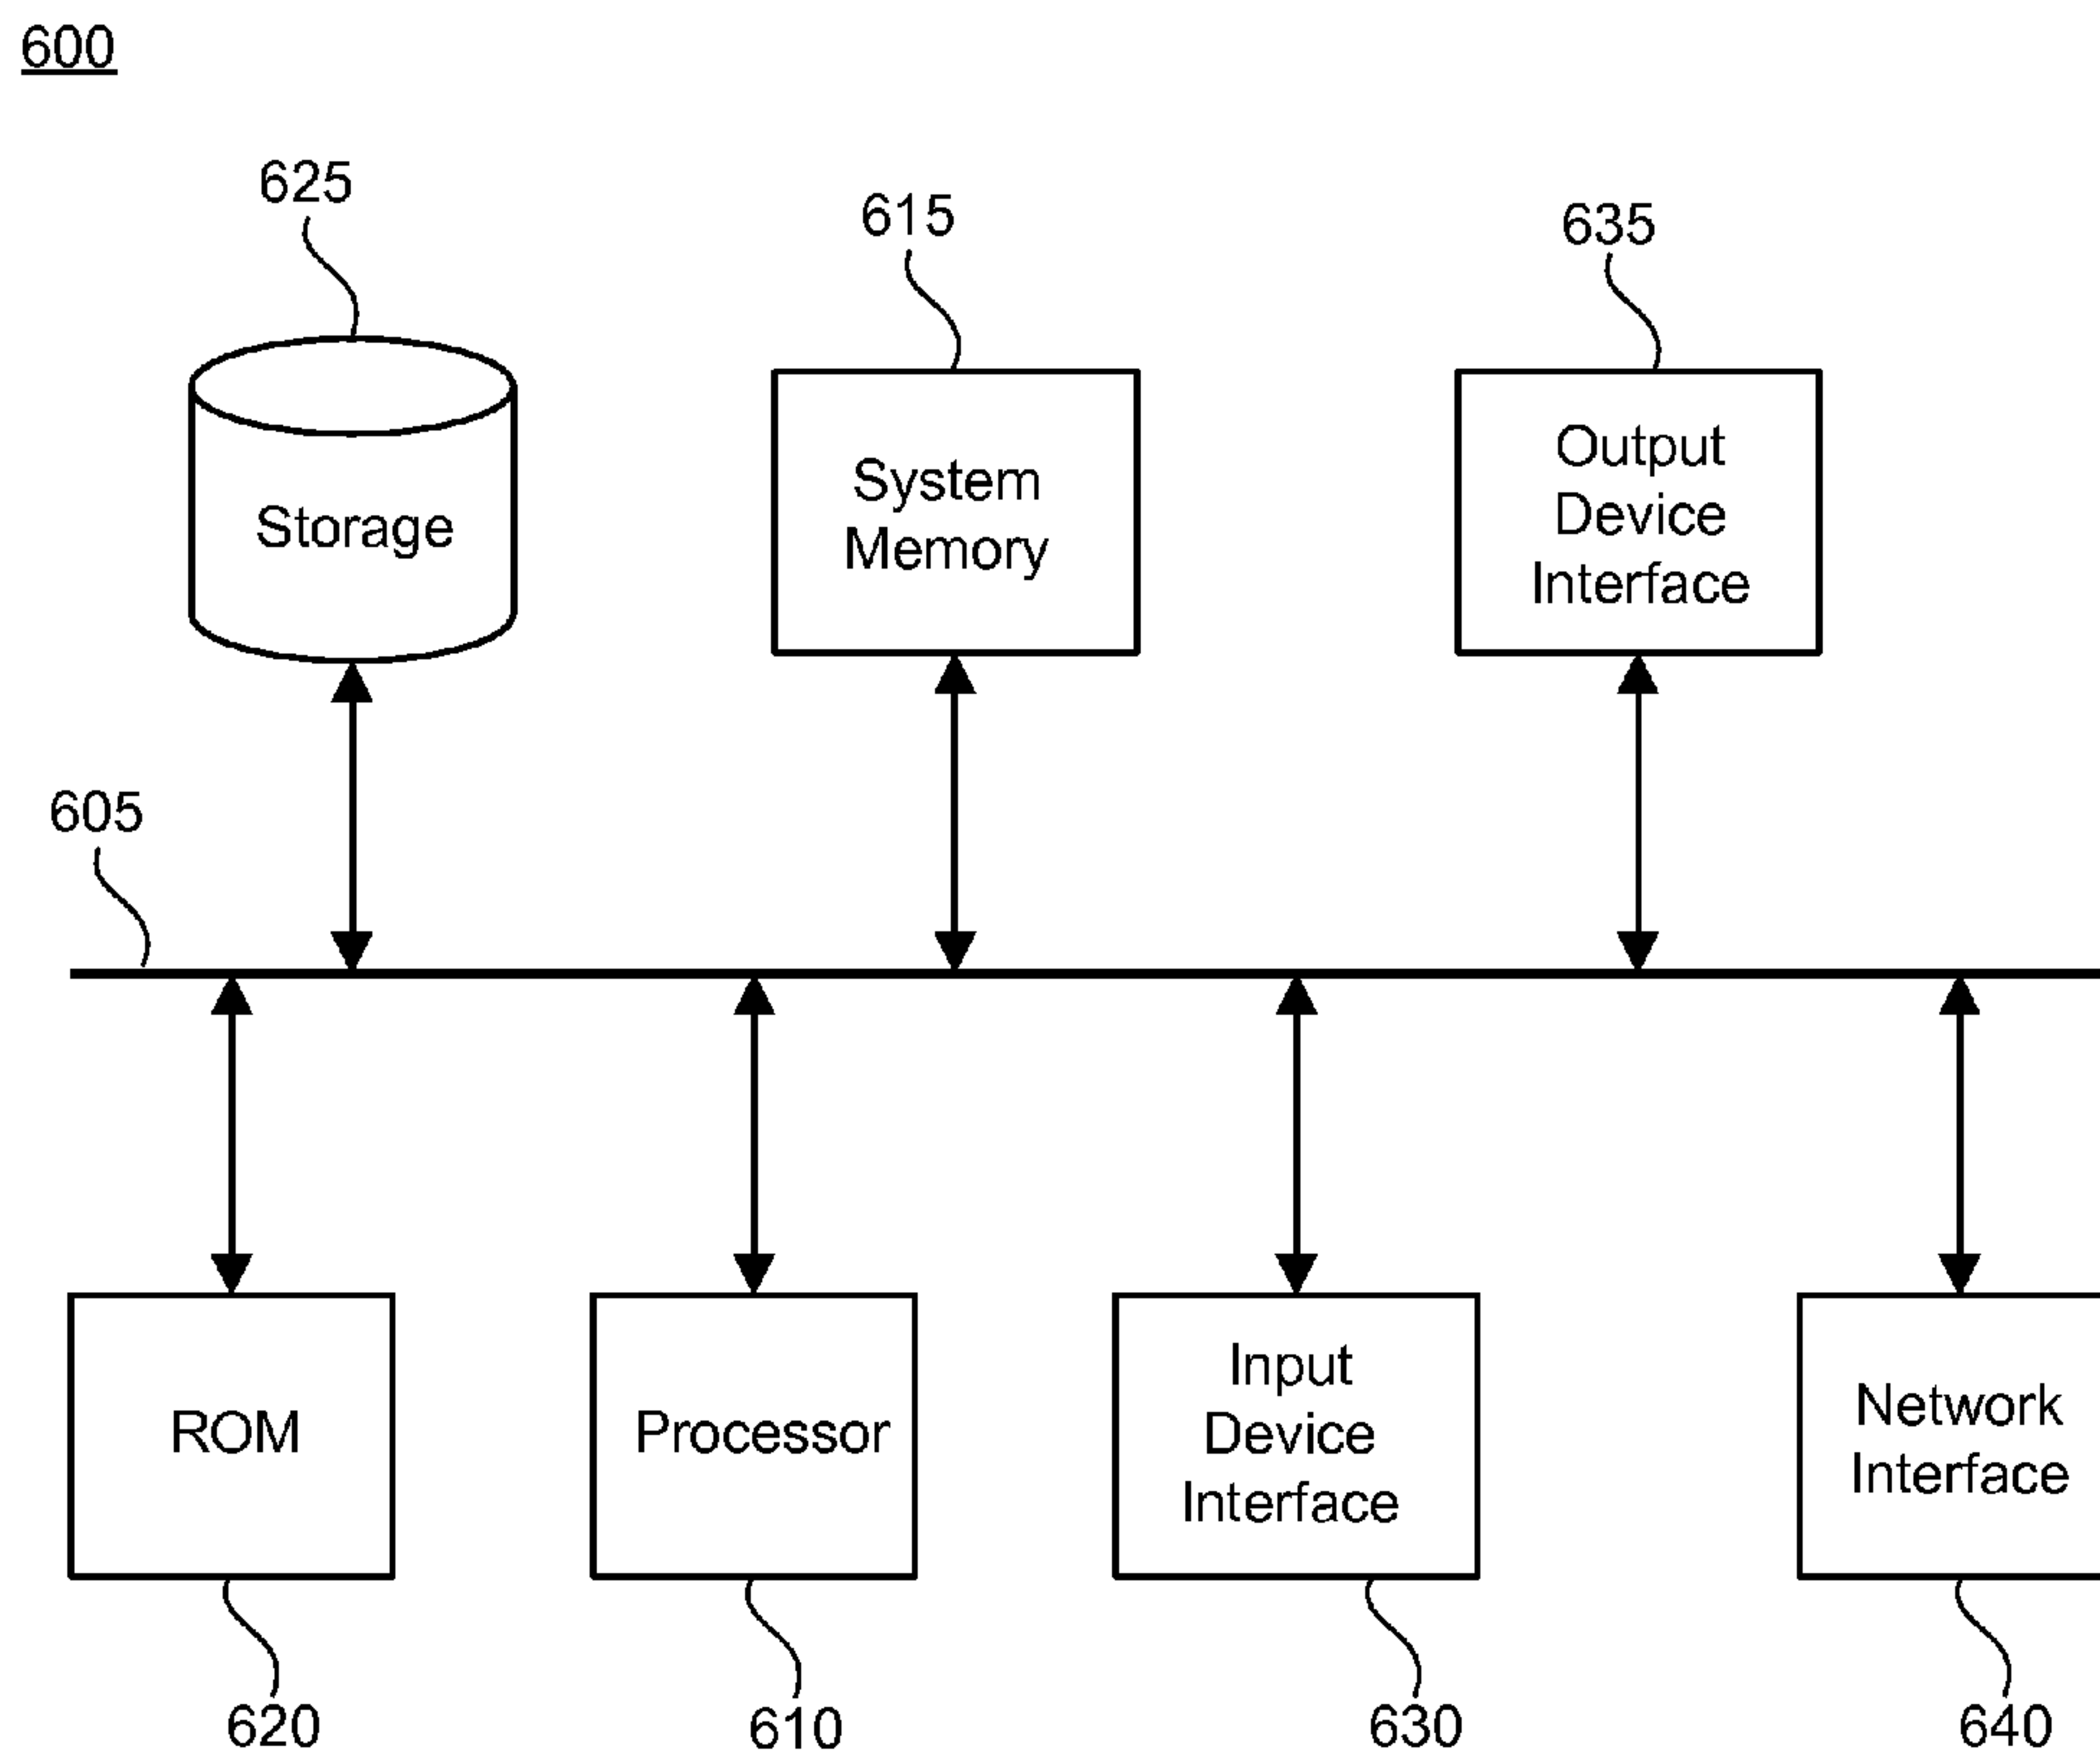 600
625
615
635
Storage
System
Memory
Output
Device
Interface
605
ROM
Processor
Input
Device
Interface
Network
Interface
620
610
630
640